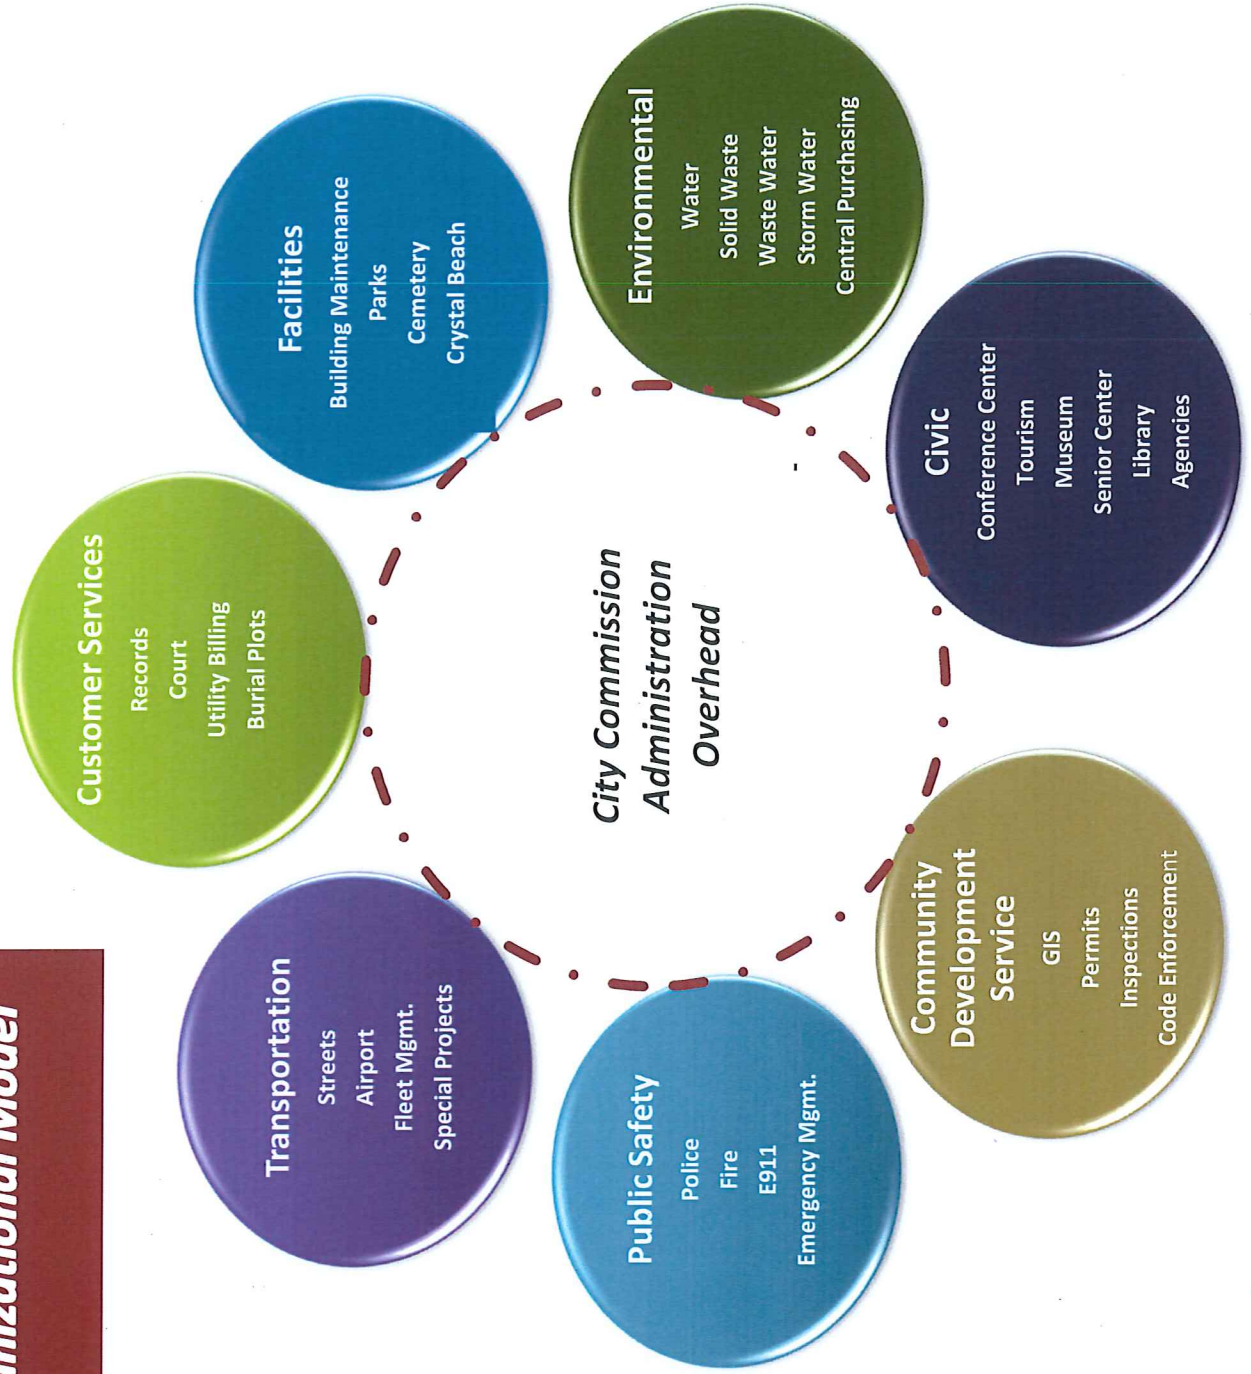 nizational Model
Customer Services
Records
Court
Utility Billing
Burial Plots
Transportation
Streets
Airport
Fleet Mgmt.
Special Projects
Facilities
Building Maintenance
Parks
Cemetery
Crystal Beach
City Commission
Administration
Overhead
Public Safety
Police
Fire
E911
Emergency Mgmt.
Environmental
Water
Solid Waste
Waste Water
Storm Water
Central Purchasing
Community
Development
Service
GIS
Permits
Inspections
Code Enforcement
Civic
Conference Center
Tourism
Museum
Senior Center
Library
Agencies